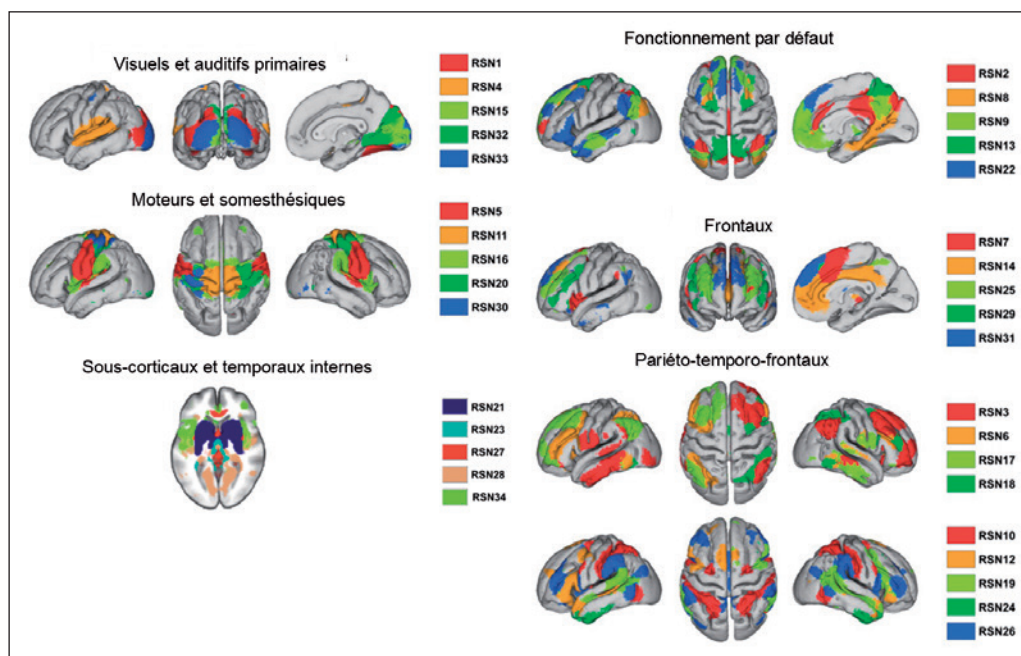 Visuels et auditifs primaires
RSN1
RSN4
RSN15
RSN32
RSN33
Moteurs et somesthésiques
RSN5
RSN11
RSN16
RSN20
RSN30
Sous-corticaux et temporaux internes
RSN21
RSN23
RSN27
RSN28
RSN34
Fonctionnement par défaut
RSN2
RSN8
RSN9
RSN13
RSN22
Frontaux
RSN7
RSN14
RSN25
RSN29
RSN31
Pariéto-temporo-frontaux
RSN3
RSN6
RSN17
RSN18
RSN10
RSN12
RSN19
RSN24
RSN26